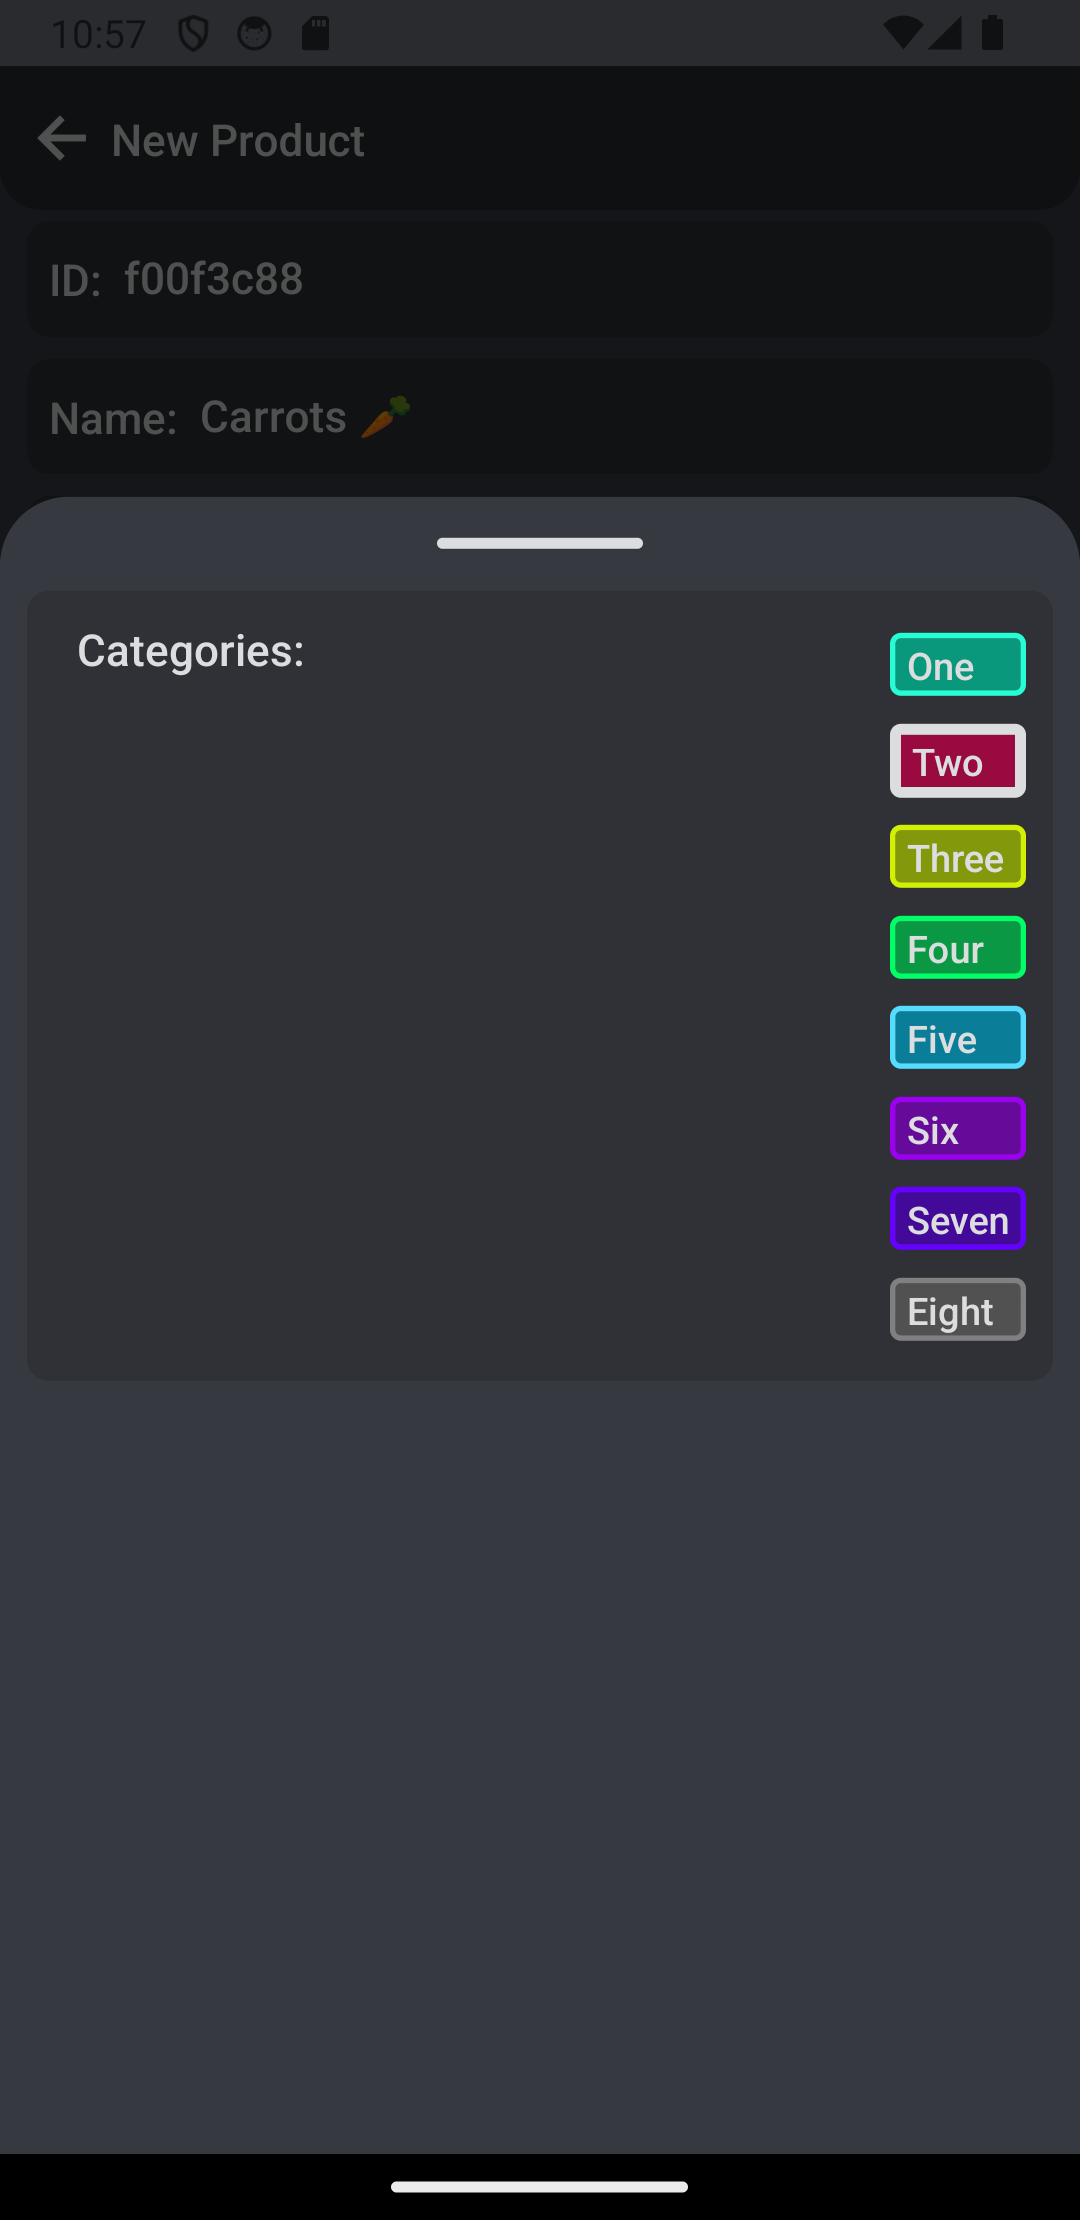 10:57
New Product
ID: f00f3c88
Name: Carrots 🥕
Categories:
One
Two
Three
Four
Five
Six
Seven
Eight